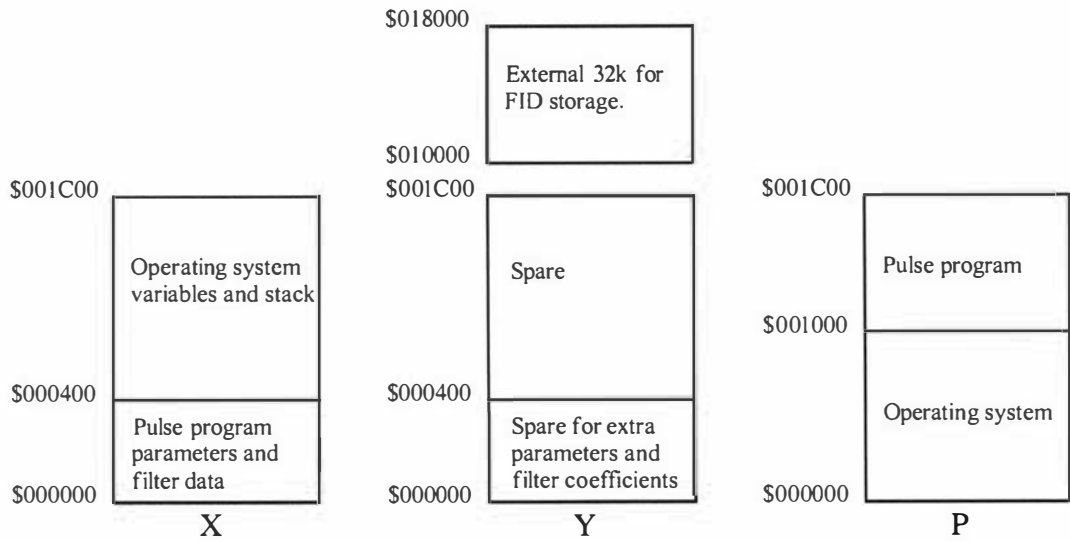 $018000
External 32k for
FID storage.
$010000
$001C00
Operating system
variables and stack
$000400
Pulse program
parameters and
filter data
$000000
X
$001C00
Spare
$000400
Spare for extra
parameters and
filter coefficients
$000000
Y
$001C00
Pulse program
$001000
Operating system
$000000
P